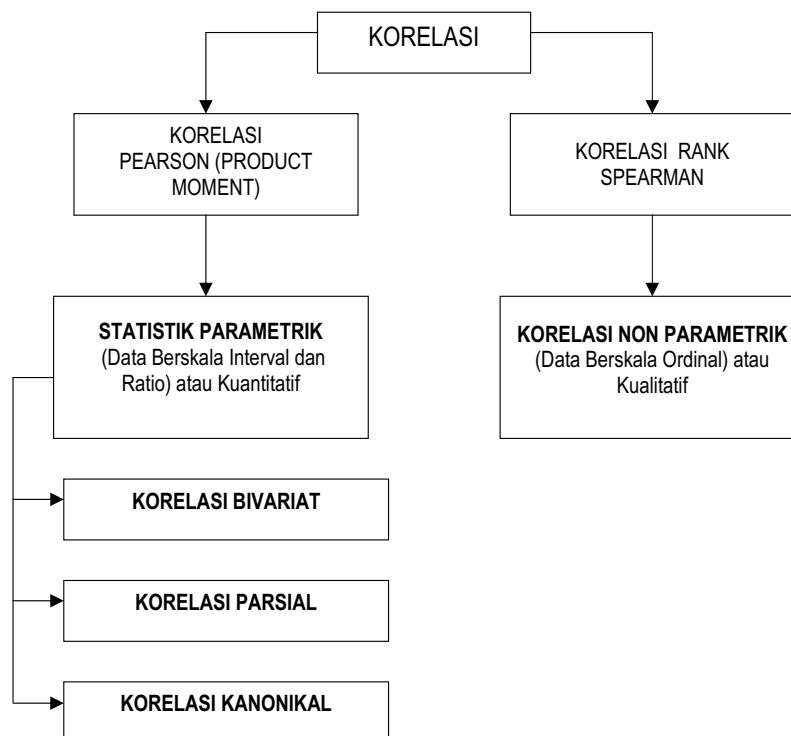 KORELASI
KORELASI
PEARSON (PRODUCT
MOMENT)
KORELASI RANK
SPEARMAN
STATISTIK PARAMETRIK
(Data Berskala Interval dan
Ratio) atau Kuantitatif
KORELASI NON PARAMETRIK
(Data Berskala Ordinal) atau
Kualitatif
KORELASI BIVARIAT
KORELASI PARSIAL
KORELASI KANONIKAL